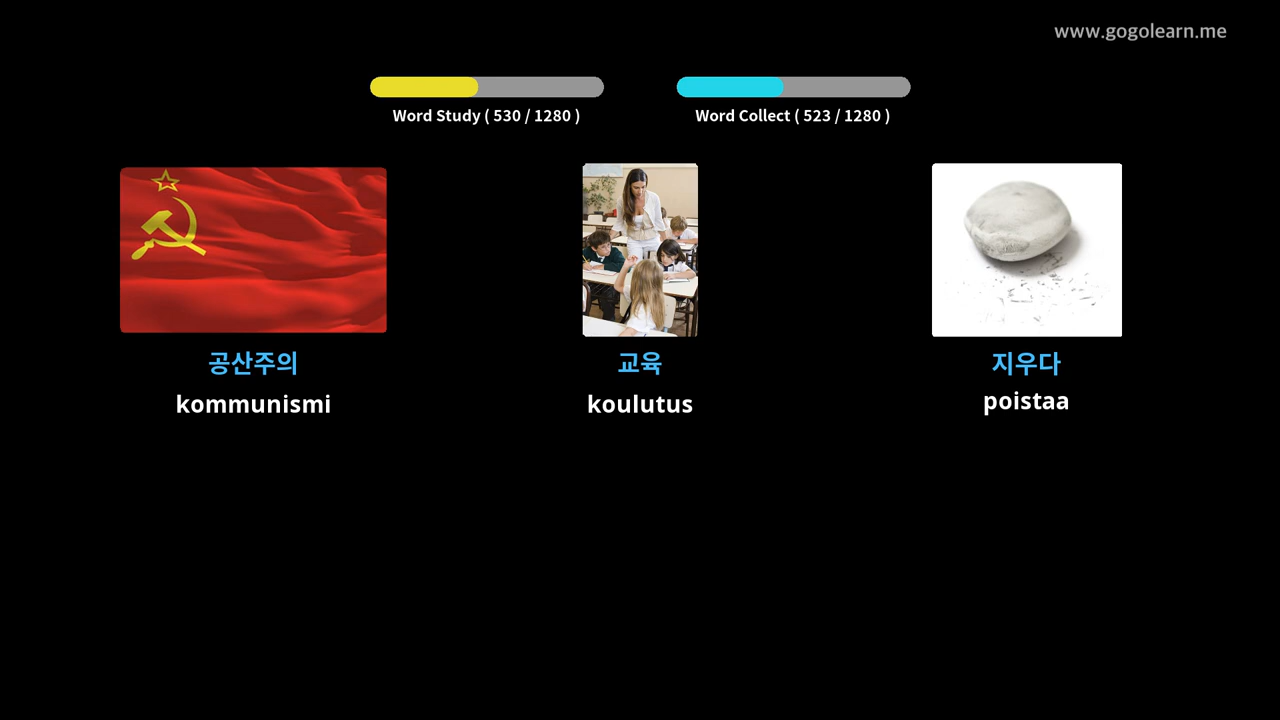 www.gogolearn.me
Word Study ( 530 / 1280 )
Word Collect ( 523 / 1280 )
공산주의
교육
지우다
kommunismi
koulutus
poistaa